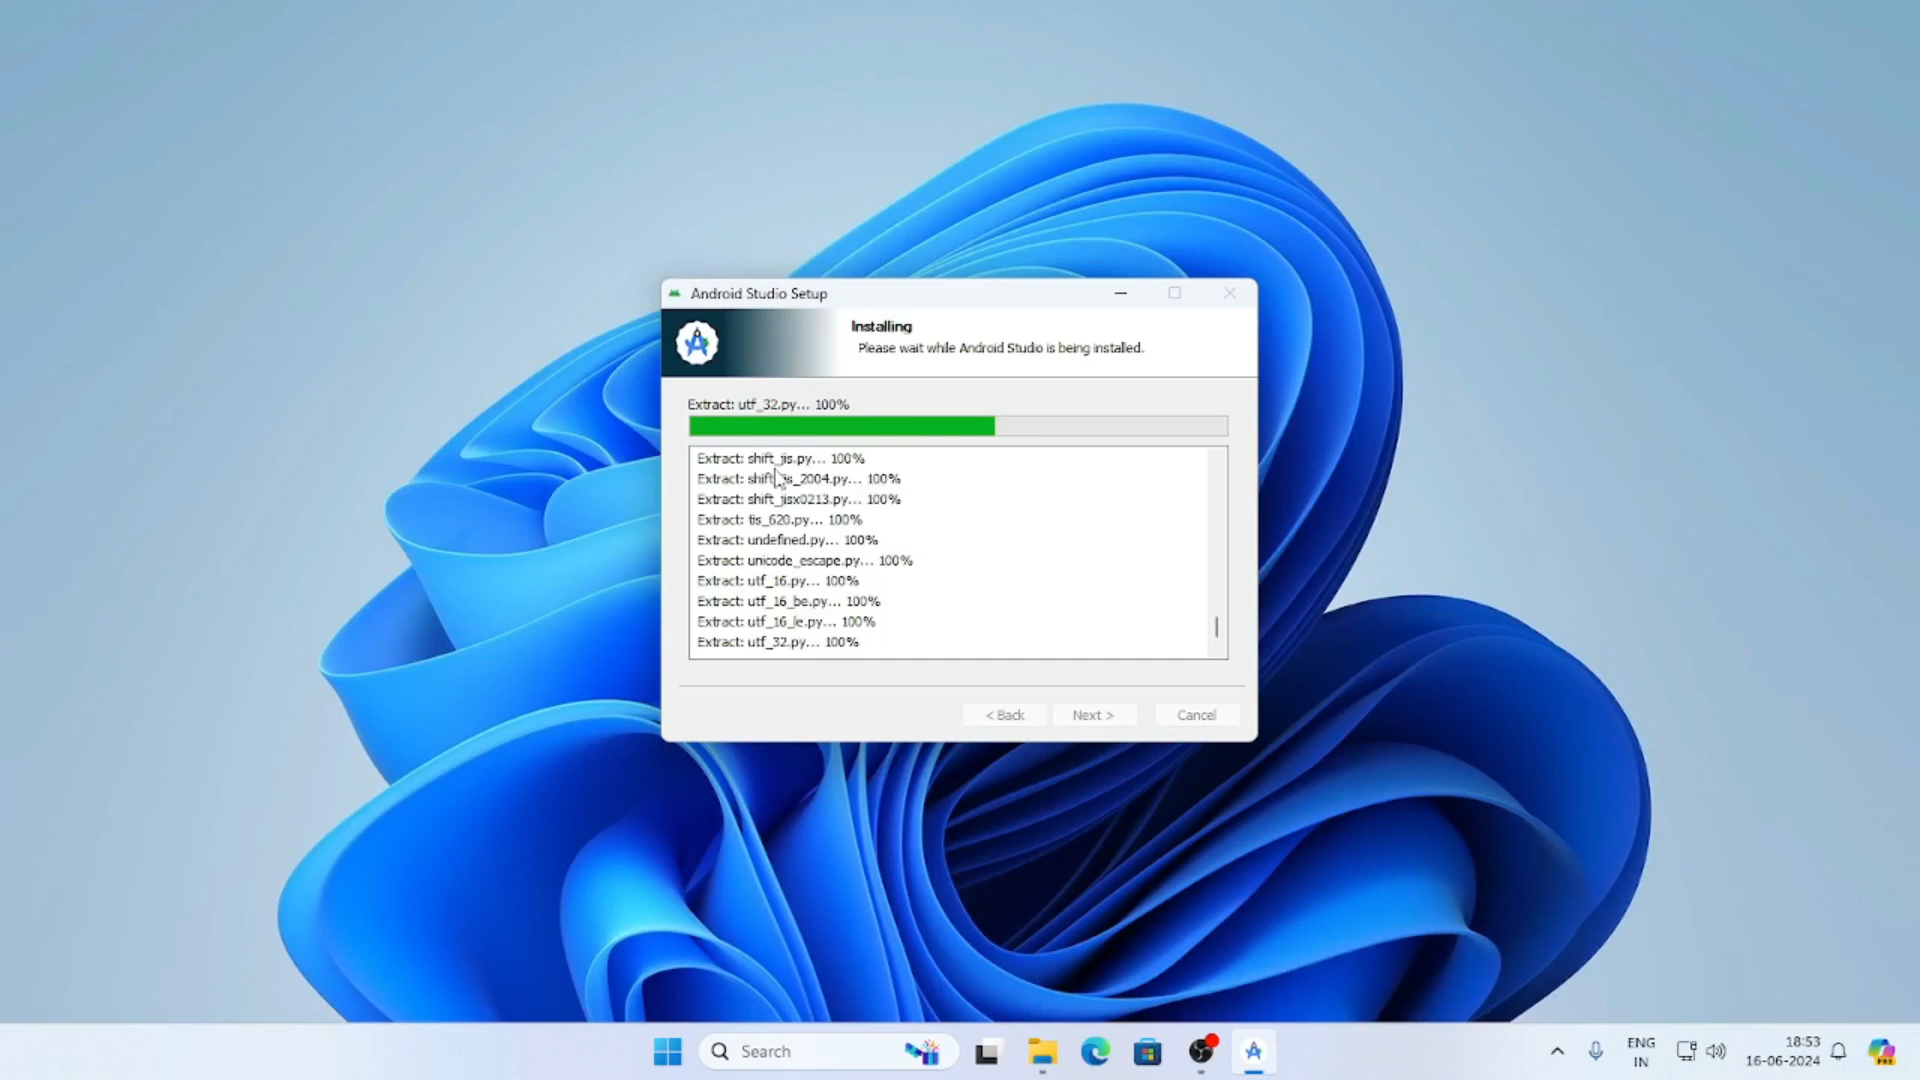 Android Studio Setup
Installing
Please wait while Android Studio is being installed.
Extract: utf_32.py... 100%
Extract: shift_jis.py... 100%
Extract: shift_jis_2004.py... 100%
Extract: shift_jisx0213.py... 100%
Extract: tis_620.py... 100%
Extract: undefined.py... 100%
Extract: unicode_escape.py... 100%
Extract: utf_16.py... 100%
Extract: utf_16_be.py... 100%
Extract: utf_16_le.py... 100%
Extract: utf_32.py... 100%
< Back Next > Cancel
Search
ENG
IN
18:53
16-06-2024
PRE